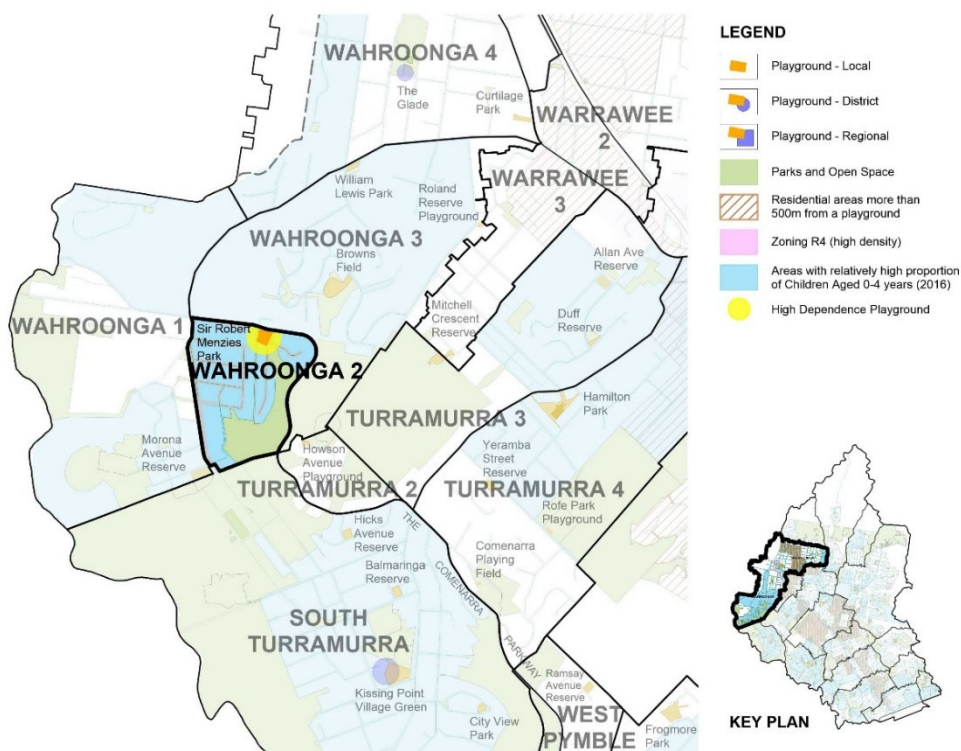 WAHROONGA 4
The
Glade
Curtilage
Park
WARRAWEE
2
William
Lewis Park
Roland
Reserve
Playground
WARRAWEE
3
WAHROONGA 3
Browns
Field
Allan Ave
Reserve
Mitchell
Crescent
Reserve
Duff
Reserve
WAHROONGA 1
Sir Robert
Menzies
Park
WAHROONGA 2
Hamilton
Park
TURRAMURRA 3
Morona
Avenue
Reserve
Howson
Avenue
Playground
Yeramba
Street
Reserve
TURRAMURRA 2
TURRAMURRA 4
Rofe Park
Playground
Hicks
Avenue
Reserve
THE
COMENARRA
PARKWAY
Balmaringa
Reserve
Comenarra
Playing
Field
SOUTH
TURRAMURRA
Kissing Point
Village Green
City View
Park
Ramsay
Avenue
Reserve
WEST
PYMBLE
Frogmore
Park
LEGEND
Playground - Local
Playground - District
Playground - Regional
Parks and Open Space
Residential areas more than
500m from a playground
Zoning R4 (high density)
Areas with relatively high proportion
of Children Aged 0-4 years (2016)
High Dependence Playground
KEY PLAN